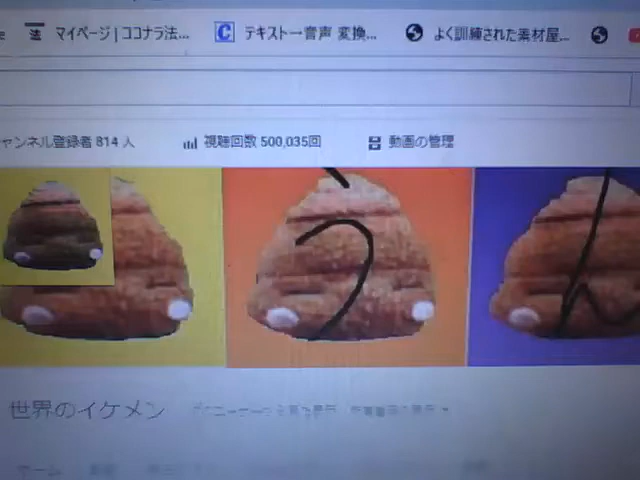 マイページ | ココナラ法...
C テキスト→音声 変換...
よく訓練された素材屋...
ャンネル登録者 814 人
視聴回数 500,035回
動画の管理
う
ん
世界のイケメン